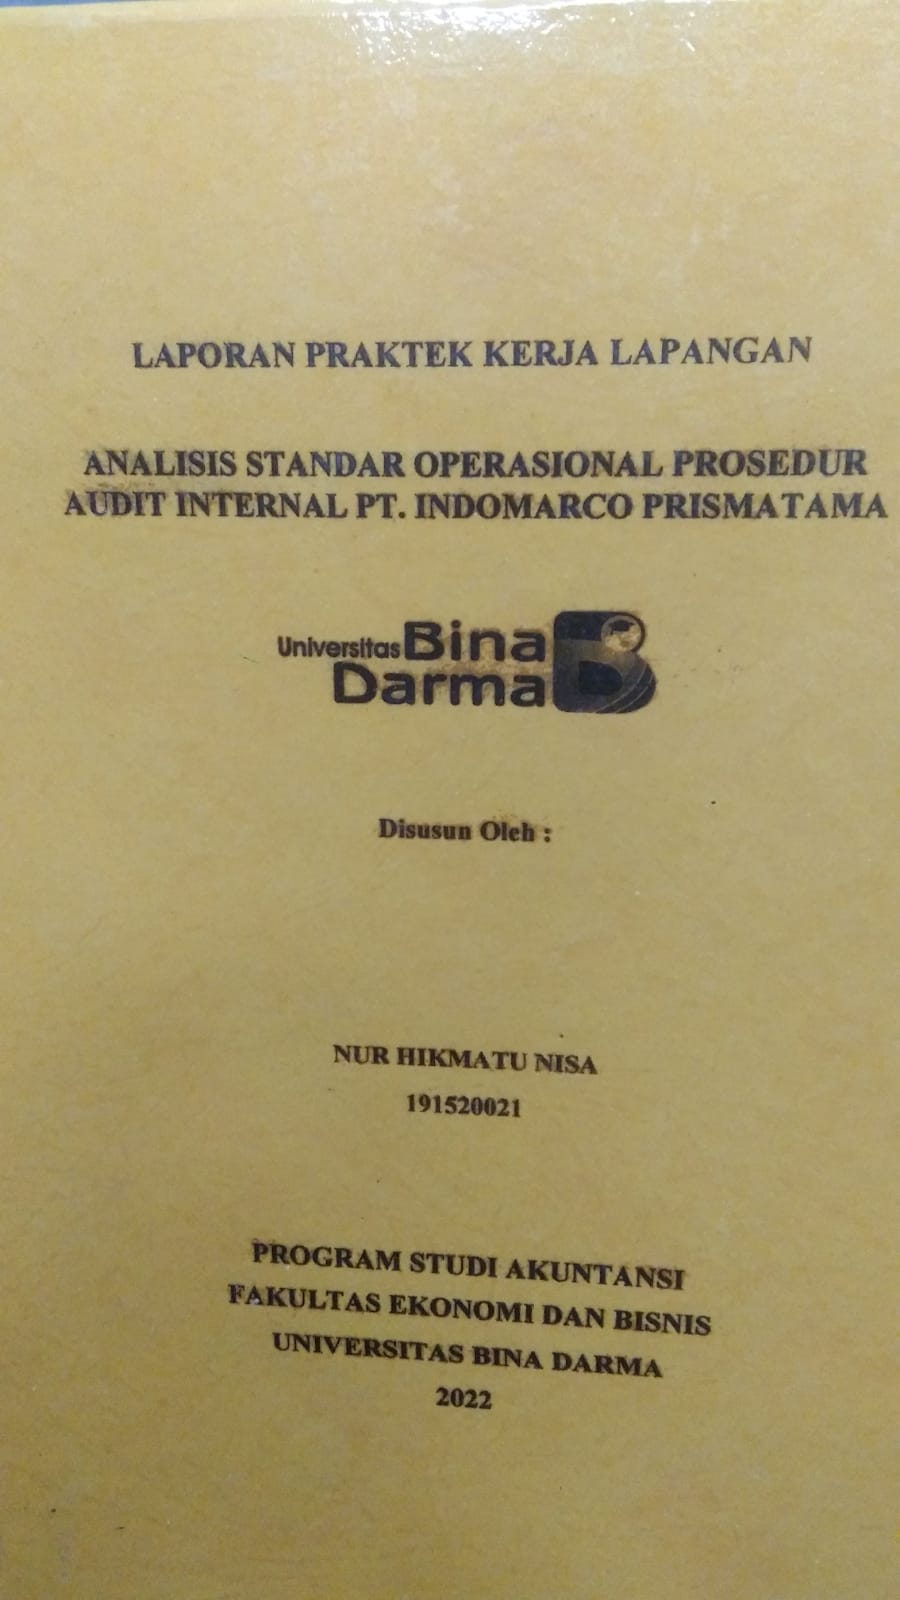 LAPORAN PRAKTEK KERJA LAPANGAN
ANALISIS STANDAR OPERASIONAL PROSEDUR
AUDIT INTERNAL PT. INDOMARCO PRISMATAMA
Universitas Bina
Darma
Disusun Oleh :
NUR HIKMATU NISA
191520021
PROGRAM STUDI AKUNTANSI
FAKULTAS EKONOMI DAN BISNIS
UNIVERSITAS BINA DARMA
2022